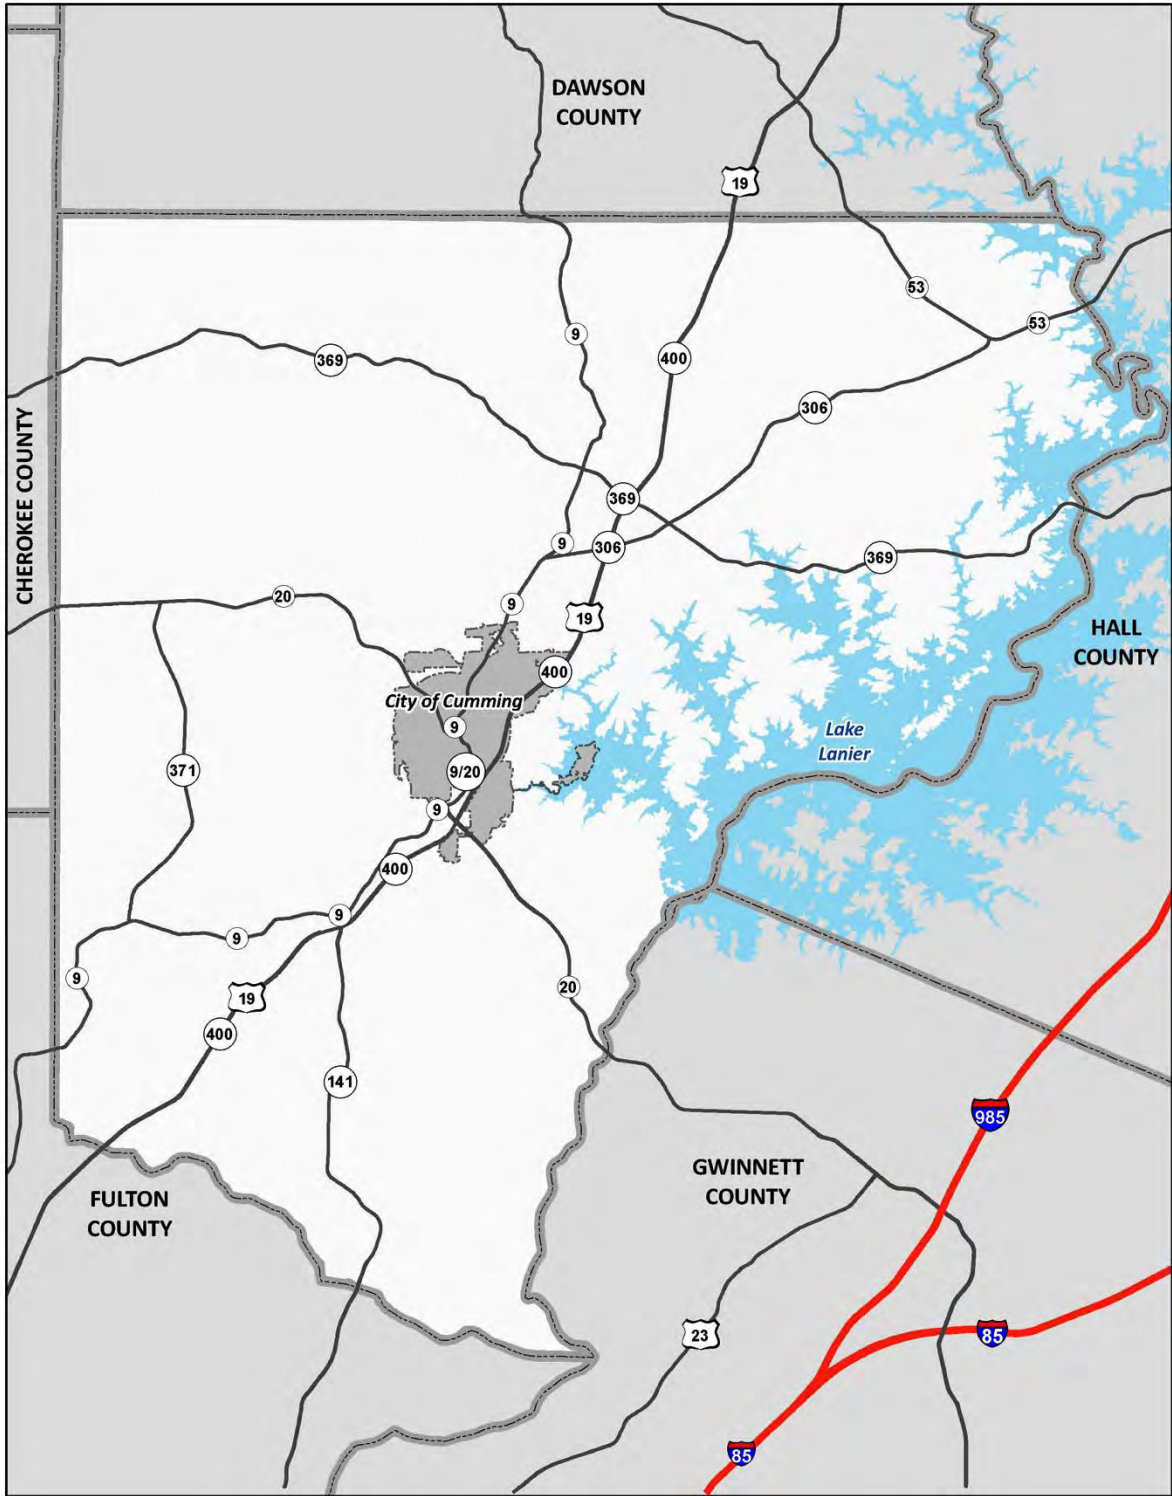 DAWSON
COUNTY
19
53
53
9
369
400
306
CHEROKEE COUNTY
369
9
306
369
20
9
19
HALL
COUNTY
400
City of Cumming
9
Lake
Lanier
371
9/20
9
400
9
9
9
20
19
400
141
985
GWINNETT
COUNTY
FULTON
COUNTY
23
85
85